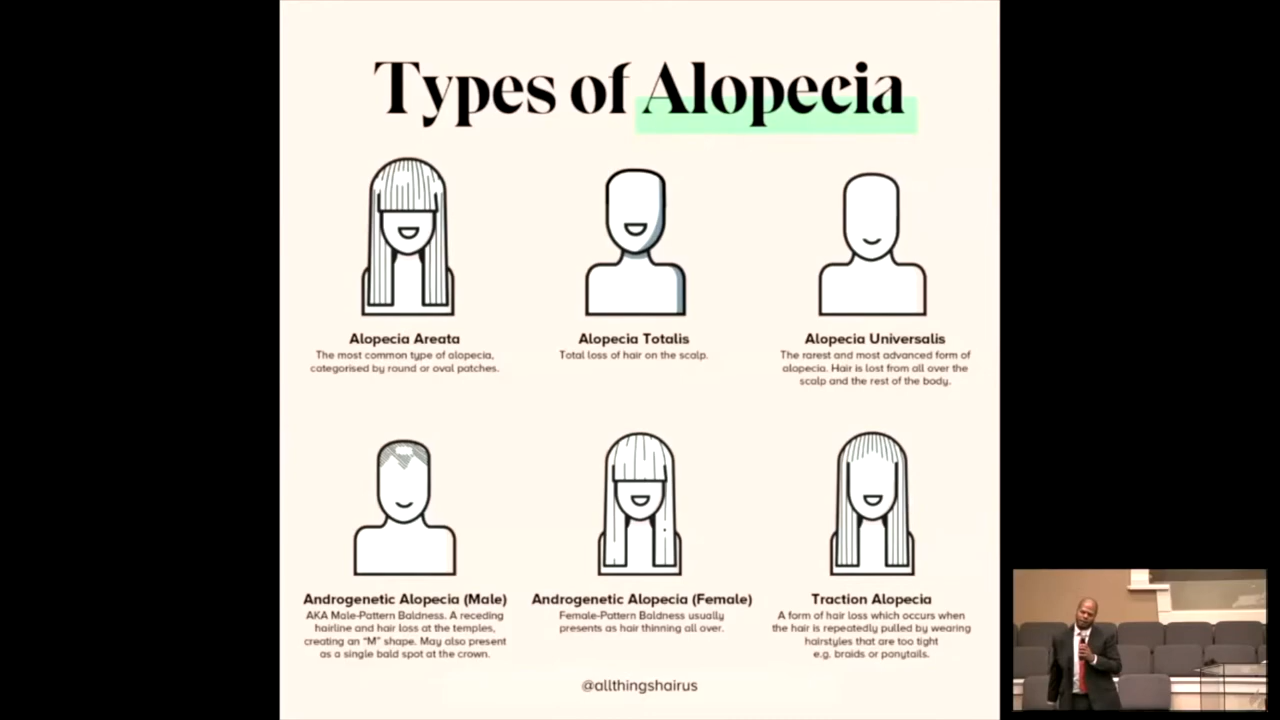 Types of Alopecia
Alopecia Areata
The most common type of alopecia,
categorised by round or oval patches.
Alopecia Totalis
Total loss of hair on the scalp.
Alopecia Universalis
The rarest and most advanced form of
alopecia. Hair is lost from all over the
scalp and the rest of the body.
Androgenetic Alopecia (Male)
AKA Male-Pattern Baldness. A receding
hairline and hair loss at the temples,
creating an “M” shape. May also present
as a single bald spot at the crown.
Androgenetic Alopecia (Female)
Female-Pattern Baldness usually
presents as hair thinning all over.
Traction Alopecia
A form of hair loss which occurs when
the hair is repeatedly pulled by wearing
hairstyles that are too tight
e.g. braids or ponytails.
@allthingshairus